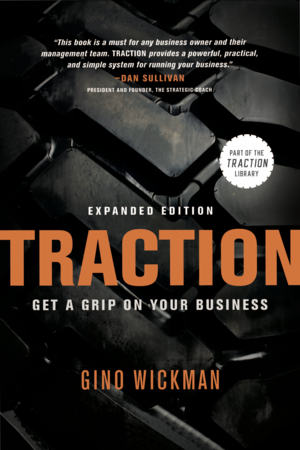 "This book is a must for any business owner and their
management team. TRACTION provides a powerful, practical,
and simple system for running your business."
—DAN SULLIVAN
PRESIDENT AND FOUNDER, THE STRATEGIC COACH
PART OF THE
TRACTION
LIBRARY
EXPANDED EDITION
TRACTION
GET A GRIP ON YOUR BUSINESS
GINO WICKMAN